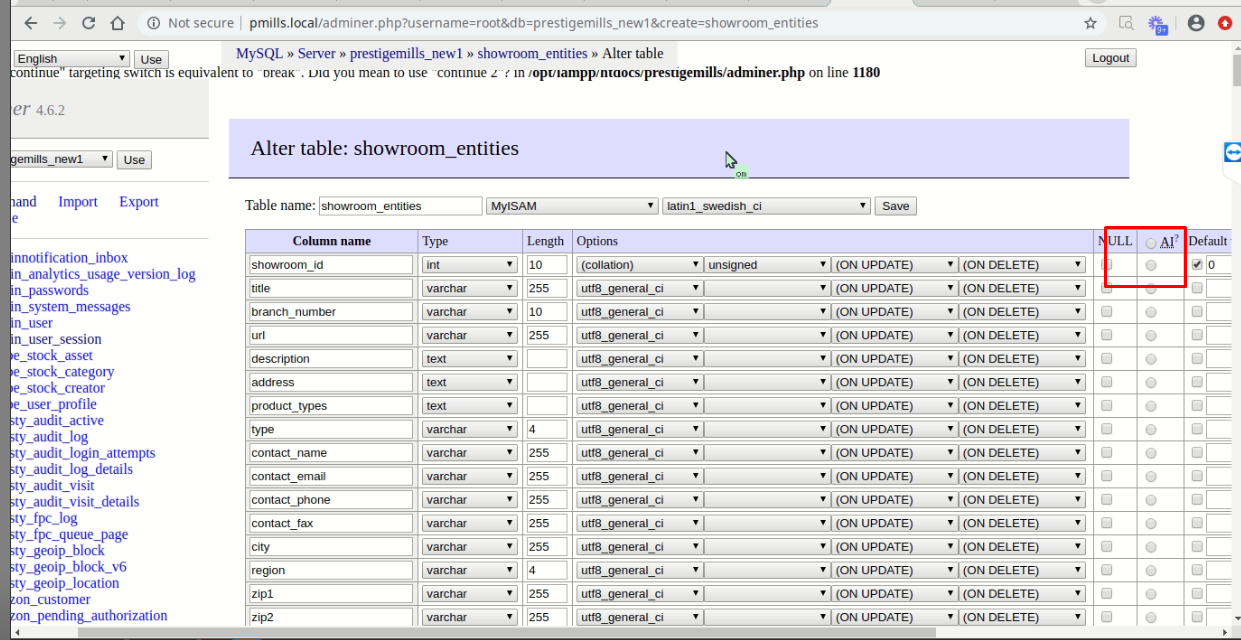 Not secure | pmills.local/adminer.php?username=root&db=prestigemills_new1&create=showroom_entities
9+
English Use
MySQL » Server » prestigemills_new1 » showroom_entities » Alter table
Logout
continue" targeting switch is equivalent to "break". Did you mean to use "continue 2"? in /opt/lampp/htdocs/prestigemills/adminer.php on line 1180
er 4.6.2
gemills_new1 Use
Import Export
e
innotification_inbox
in_analytics_usage_version_log
in_passwords
in_system_messages
in_user
in_user_session
be_stock_asset
be_stock_category
be_stock_creator
be_user_profile
sty_audit_active
sty_audit_log
sty_audit_login_attempts
sty_audit_log_details
sty_audit_visit
sty_audit_visit_details
sty_fpc_log
sty_fpc_queue_page
sty_geoip_block
sty_geoip_block_v6
sty_geoip_location
zon_customer
zon_pending_authorization
Alter table: showroom_entities
Table name: showroom_entities MyISAM latin1_swedish_ci Save
Column name Type Length Options NULL AI? Default
showroom_id int 10 (collation) unsigned (ON UPDATE) (ON DELETE) 0
title varchar 255 utf8_general_ci (ON UPDATE) (ON DELETE)
branch_number varchar 10 utf8_general_ci (ON UPDATE) (ON DELETE)
url varchar 255 utf8_general_ci (ON UPDATE) (ON DELETE)
description text utf8_general_ci (ON UPDATE) (ON DELETE)
address text utf8_general_ci (ON UPDATE) (ON DELETE)
product_types text utf8_general_ci (ON UPDATE) (ON DELETE)
type varchar 4 utf8_general_ci (ON UPDATE) (ON DELETE)
contact_name varchar 255 utf8_general_ci (ON UPDATE) (ON DELETE)
contact_email varchar 255 utf8_general_ci (ON UPDATE) (ON DELETE)
contact_phone varchar 255 utf8_general_ci (ON UPDATE) (ON DELETE)
contact_fax varchar 255 utf8_general_ci (ON UPDATE) (ON DELETE)
city varchar 255 utf8_general_ci (ON UPDATE) (ON DELETE)
region varchar 4 utf8_general_ci (ON UPDATE) (ON DELETE)
zip1 varchar 255 utf8_general_ci (ON UPDATE) (ON DELETE)
zip2 varchar 255 utf8_general_ci (ON UPDATE) (ON DELETE)